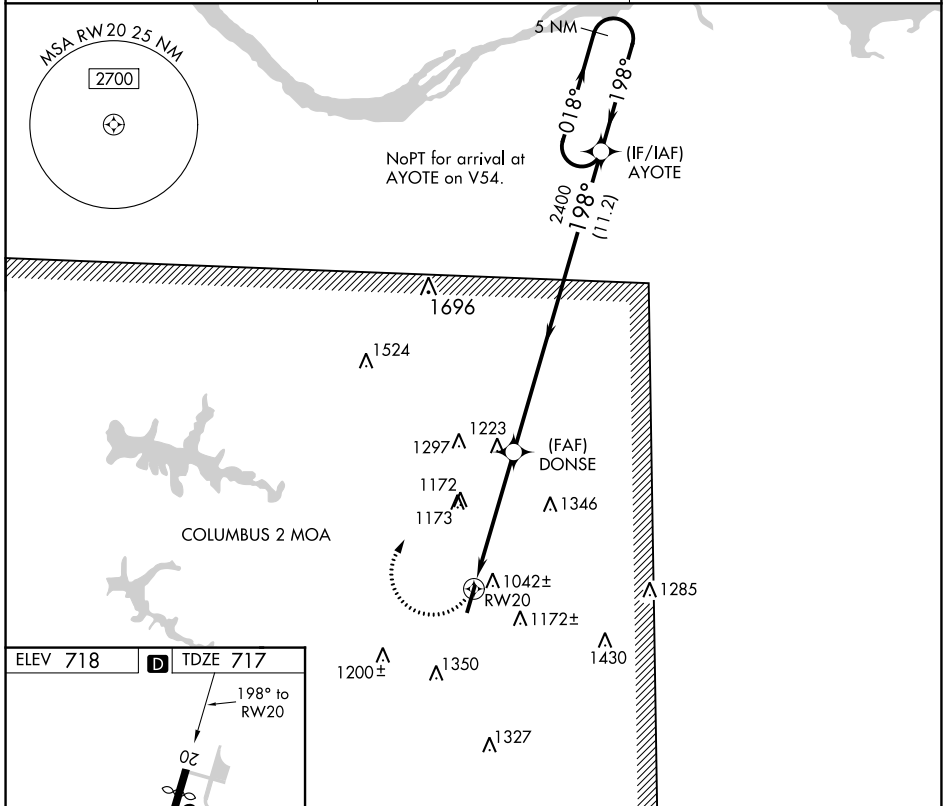 MSA RW 20 25 NM
2700
5 NM
018°
198°
(IF/IAF)
AYOTE
NoPT for arrival at
AYOTE on V54.
2400
198°
(11.2)
1696
1524
1297
1223
(FAF)
DONSE
1172
1173
1346
COLUMBUS 2 MOA
1042±
RW20
1285
1172±
1430
1200±
1350
1327
ELEV 718
D
TDZE 717
198° to
RW20
20